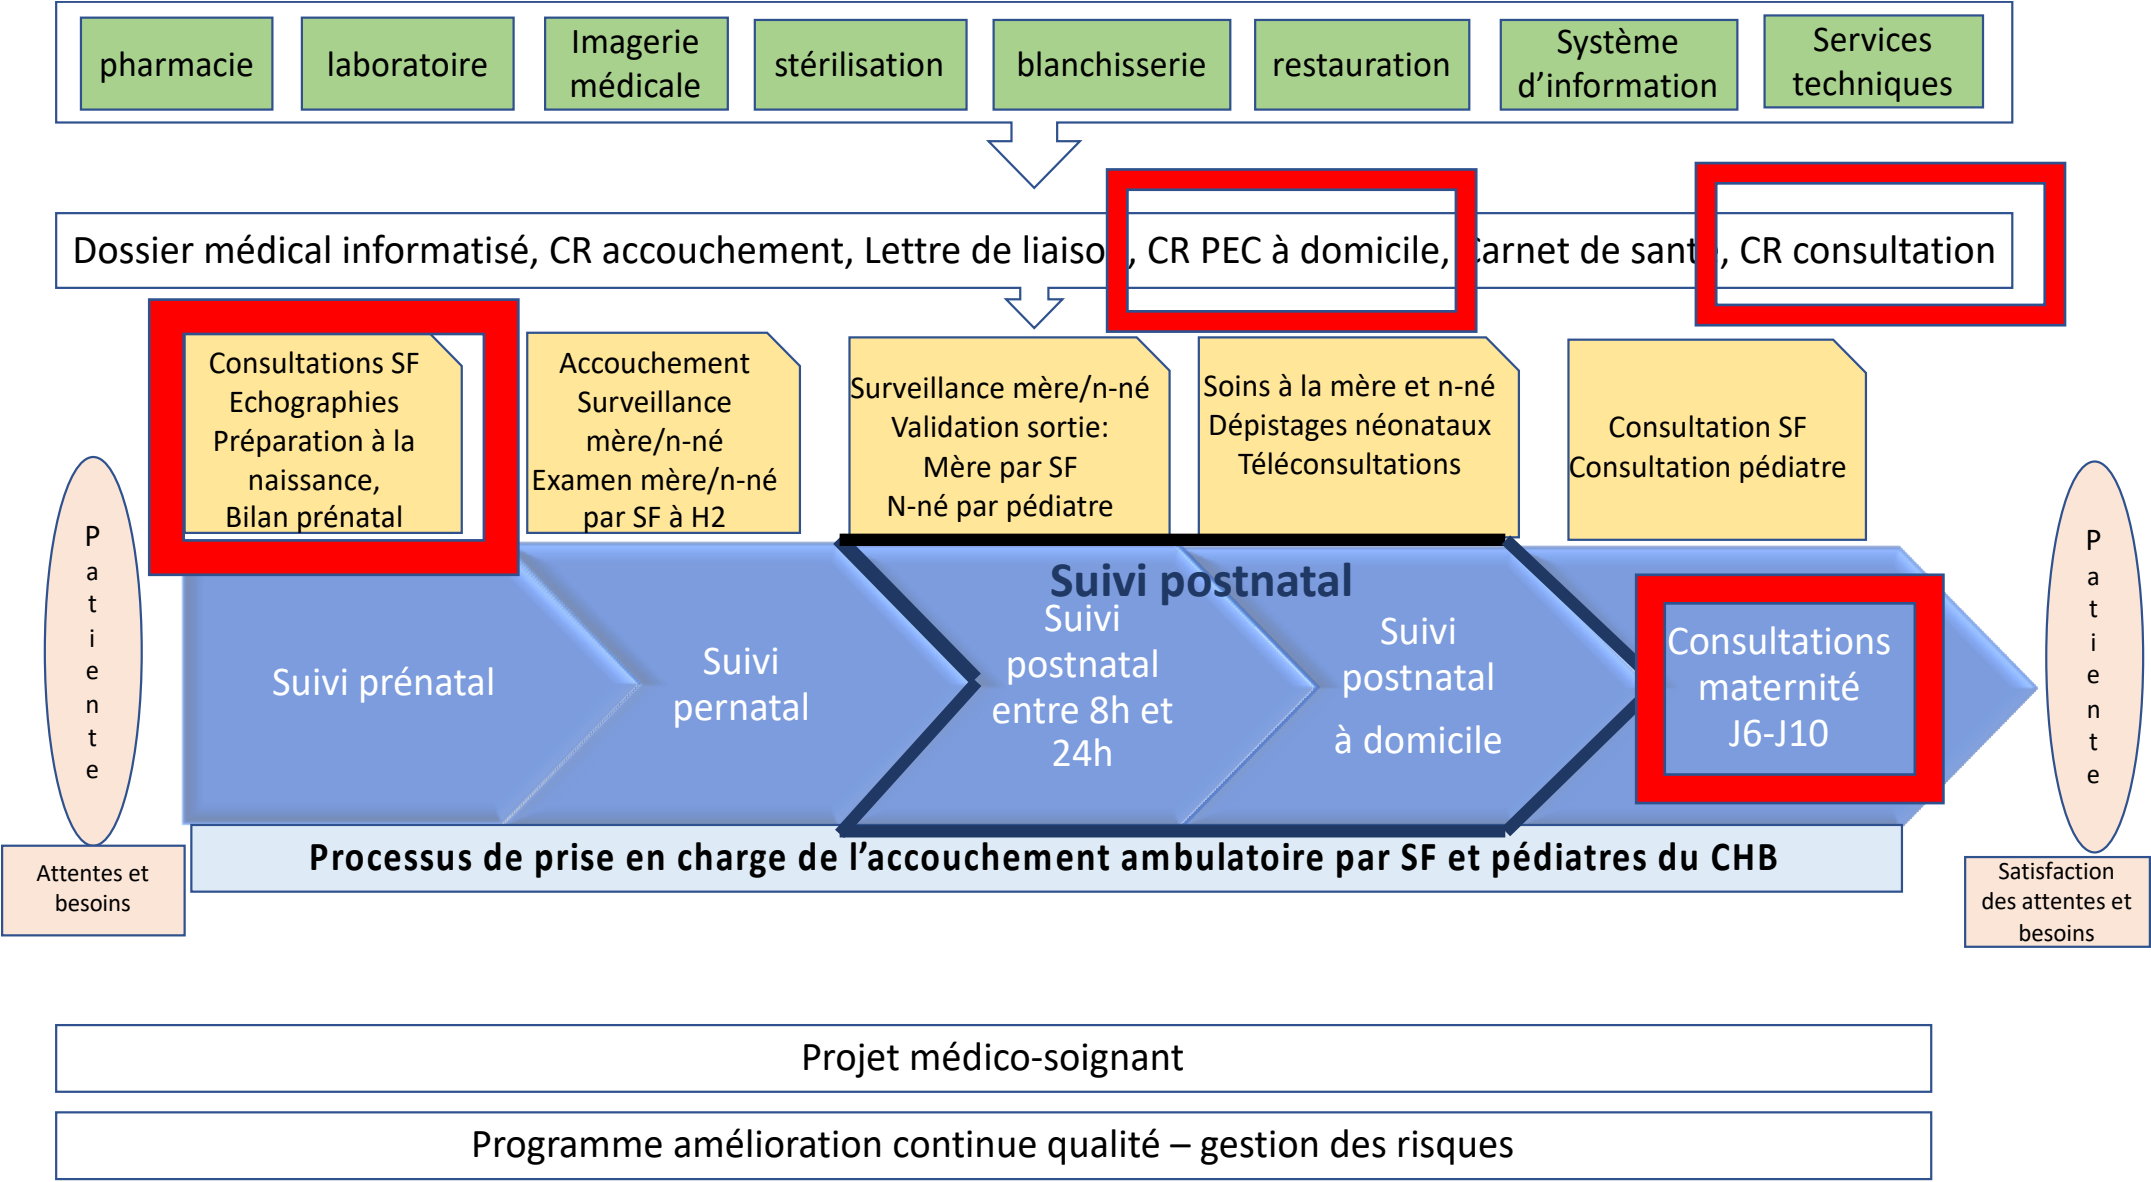 pharmacie
laboratoire
Imagerie
médicale
stérilisation
blanchisserie
restauration
Système
d’information
Services
techniques
Dossier médical informatisé, CR accouchement, Lettre de liaison, CR PEC à domicile, Carnet de santé, CR consultation
Consultations SF
Echographies
Préparation à la
naissance,
Bilan prénatal
Accouchement
Surveillance
mère/n-né
Examen mère/n-né
par SF à H2
Surveillance mère/n-né
Validation sortie:
Mère par SF
N-né par pédiatre
Soins à la mère et n-né
Dépistages néonataux
Téléconsultations
Consultation SF
Consultation pédiatre
Patiente
Suivi prénatal
Suivi
pernatal
Suivi postnatal
Suivi
postnatal
entre 8h et
24h
Suivi
postnatal
à domicile
Consultations
maternité
J6-J10
Patiente
Processus de prise en charge de l’accouchement ambulatoire par SF et pédiatres du CHB
Attentes et
besoins
Satisfaction
des attentes et
besoins
Projet médico-soignant
Programme amélioration continue qualité – gestion des risques